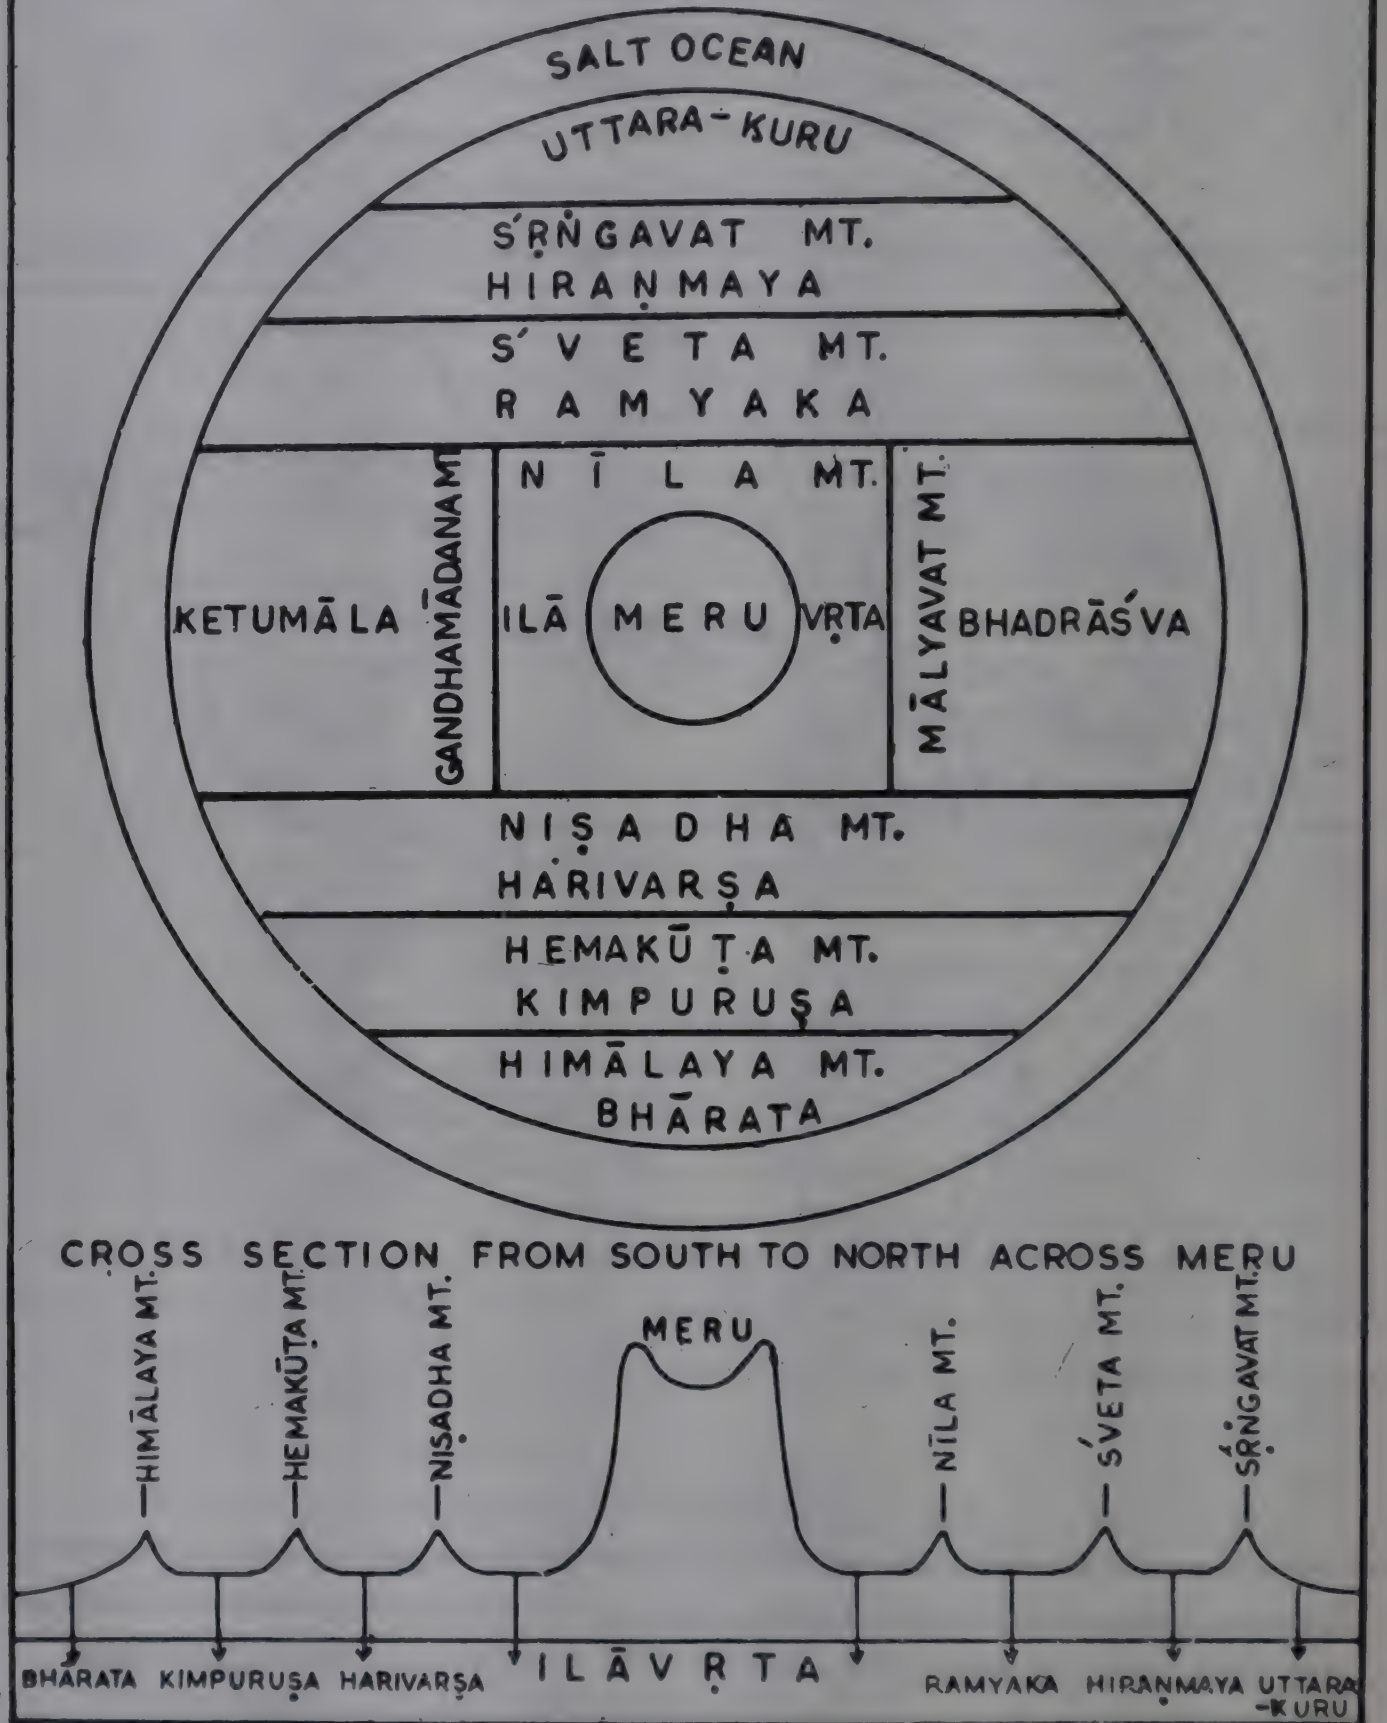 SALT OCEAN
UTTARA-KURU
ŚṚṄGAVAT MT.
HIRAṆMAYA
ŚVETA MT.
RAMYAKA
NĪLA MT.
KETUMĀLA
GANDHAMĀDANA MT.
ILĀ
MERU
VṚTA
MĀLYAVAT MT.
BHADRĀŚVA
NIṢADHA MT.
HARIVARṢA
HEMAKŪṬA MT.
KIMPURUṢA
HIMĀLAYA MT.
BHĀRATA
CROSS SECTION FROM SOUTH TO NORTH ACROSS MERU
HIMĀLAYA MT.
HEMAKŪṬA MT.
NIṢADHA MT.
MERU
NĪLA MT.
ŚVETA MT.
ŚṚṄGAVAT MT.
BHĀRATA KIMPURUṢA HARIVARṢA ILĀVṚTA RAMYAKA HIRAṆMAYA UTTARA
-KURU